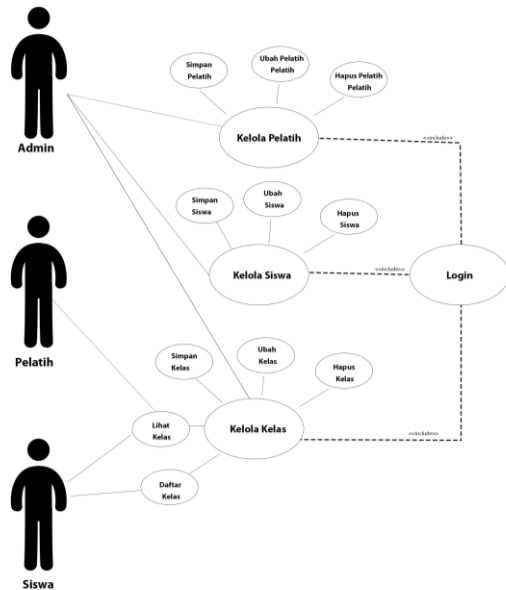 Admin
Simpan
Pelatih
Ubah Pelatih
Pelatih
Hapus Pelatih
Pelatih
Kelola Pelatih
<<include>>
Simpan
Siswa
Ubah
Siswa
Hapus
Siswa
Kelola Siswa
<<include>>
Login
Pelatih
Simpan
Kelas
Ubah
Kelas
Hapus
Kelas
Lihat
Kelas
Kelola Kelas
<<include>>
Daftar
Kelas
Siswa